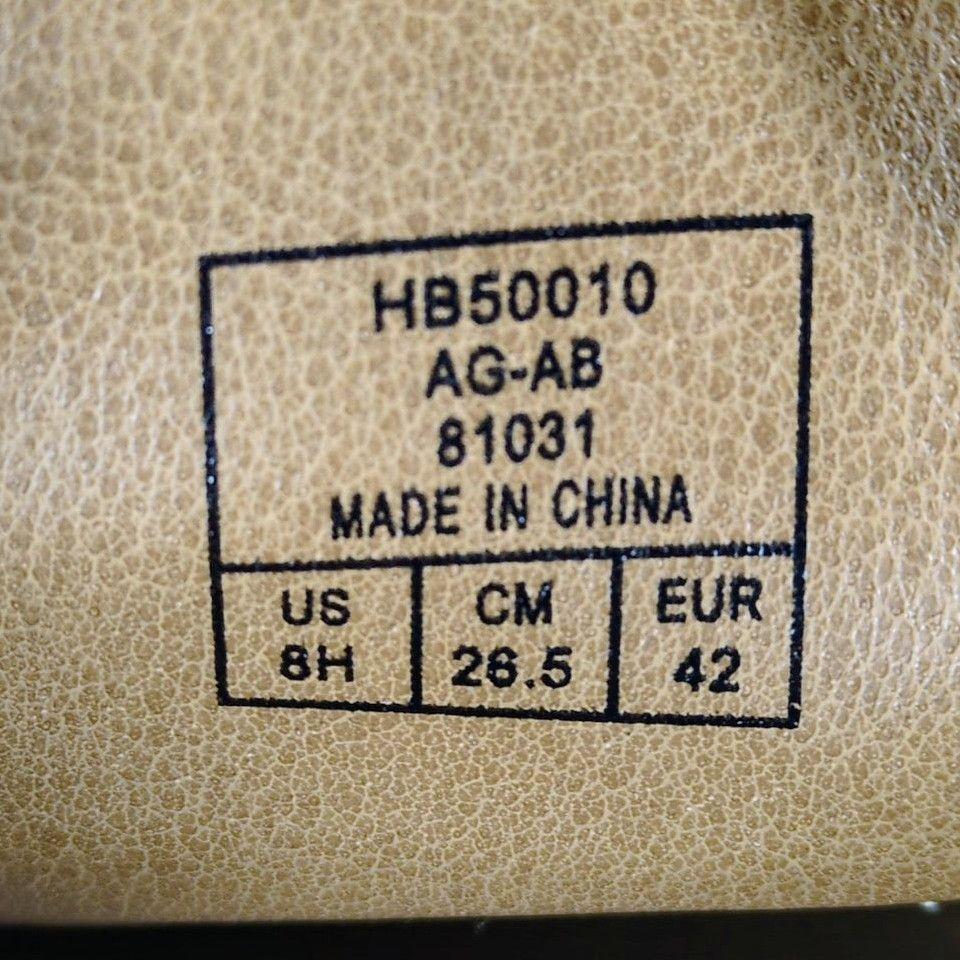 HB50010
AG-AB
81031
MADE IN CHINA
US CM EUR
8H 26.5 42